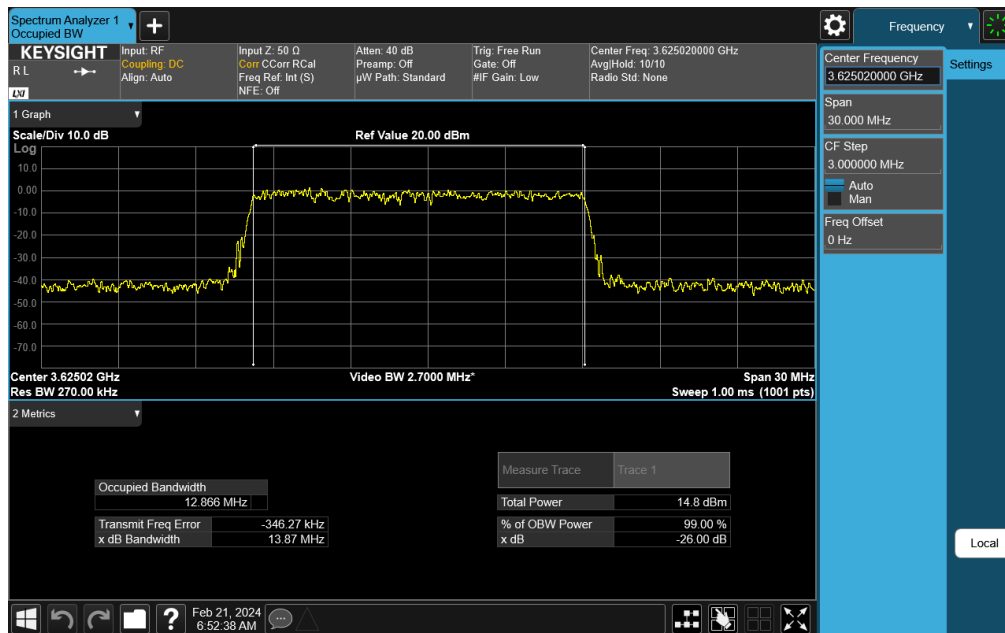 Spectrum Analyzer 1
Occupied BW
Frequency
KEYSIGHT
R L
LXI
Input: RF
Coupling: DC
Align: Auto
Input Z: 50 Ω
Corr CCorr RCal
Freq Ref: Int (S)
NFE: Off
Atten: 40 dB
Preamp: Off
µW Path: Standard
Trig: Free Run
Gate: Off
#IF Gain: Low
Center Freq: 3.625020000 GHz
Avg|Hold: 10/10
Radio Std: None
Center Frequency
3.625020000 GHz
Settings
Span
30.000 MHz
CF Step
3.000000 MHz
Auto
Man
Freq Offset
0 Hz
1 Graph
Scale/Div 10.0 dB
Ref Value 20.00 dBm
Log
10.0
0.00
-10.0
-20.0
-30.0
-40.0
-50.0
-60.0
-70.0
Center 3.62502 GHz
Video BW 2.7000 MHz*
Span 30 MHz
Res BW 270.00 kHz
Sweep 1.00 ms (1001 pts)
2 Metrics
Measure Trace
Trace 1
Occupied Bandwidth
12.866 MHz
Total Power
14.8 dBm
Transmit Freq Error
-346.27 kHz
% of OBW Power
99.00 %
x dB Bandwidth
13.87 MHz
x dB
-26.00 dB
Local
Feb 21, 2024
6:52:38 AM